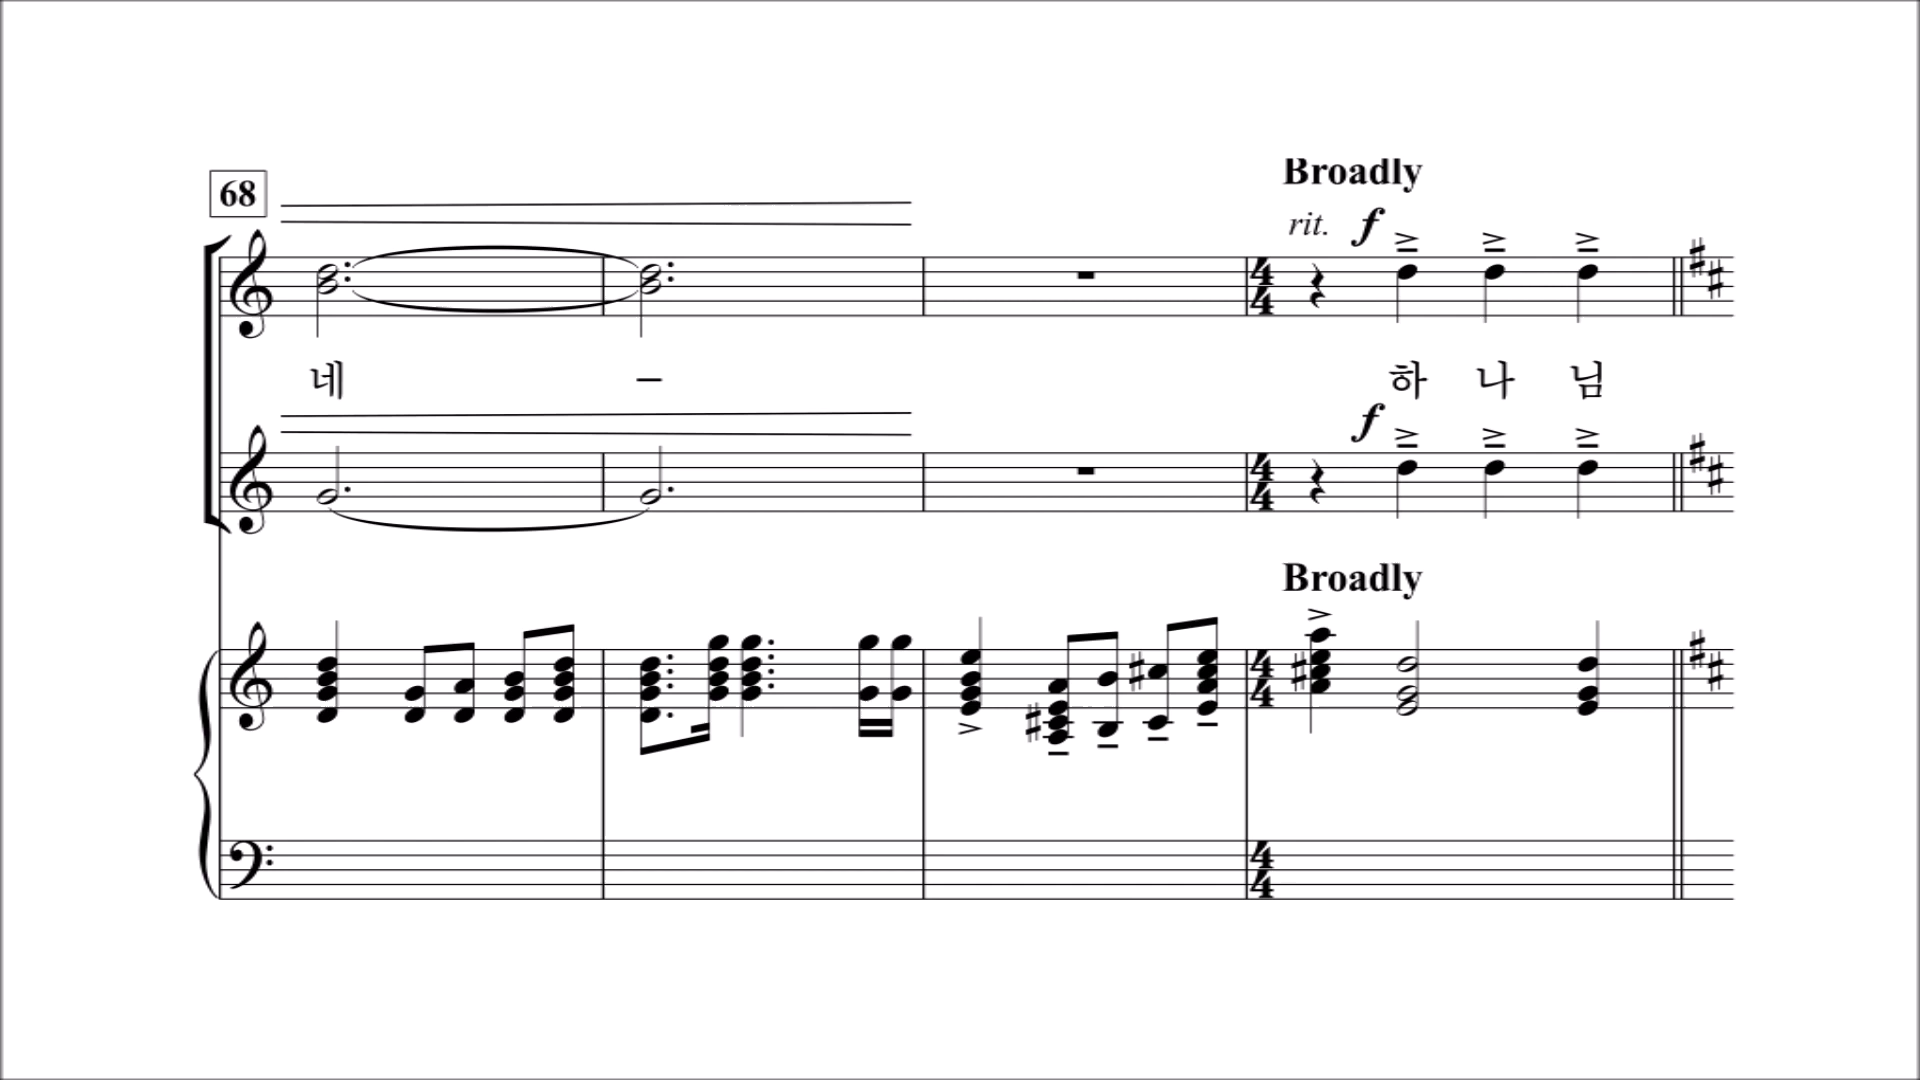 Broadly
68
rit. f
네 – 하 나 님
f
Broadly